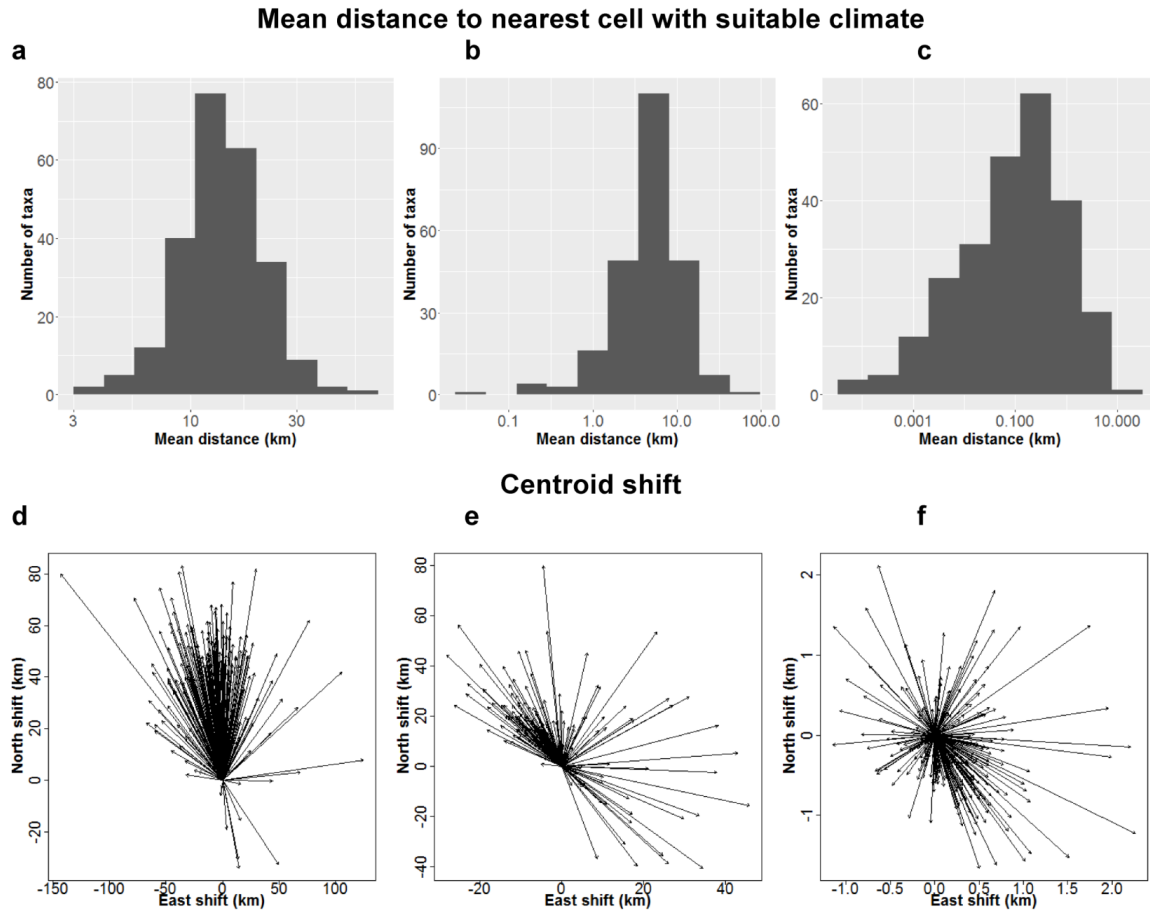 Mean distance to nearest cell with suitable climate
a
b
c
80
60
40
20
0
Number of taxa
3
10
30
Mean distance (km)
90
60
30
0
Number of taxa
0.1
1.0
10.0
100.0
Mean distance (km)
60
40
20
0
Number of taxa
0.001
0.100
10.000
Mean distance (km)
Centroid shift
d
e
f
80
60
40
20
0
-20
North shift (km)
-150
-100
-50
0
50
100
East shift (km)
80
60
40
20
0
-20
-40
North shift (km)
-20
0
20
40
East shift (km)
2
1
0
-1
North shift (km)
-1.0
-0.5
0.0
0.5
1.0
1.5
2.0
East shift (km)